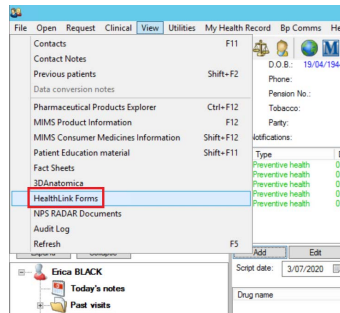 File Open Request Clinical View Utilities My Health Record Bp Comms
Contacts F11
Contact Notes
Previous patients Shift+F2
Data conversion notes
Pharmaceutical Products Explorer Ctrl+F12
MIMS Product Information F12
MIMS Consumer Medicines Information Shift+F12
Patient Education material Shift+F11
Fact Sheets
3DAnatomica
HealthLink Forms
NPS RADAR Documents
Audit Log
Refresh F5
D.O.B.: 19/04/194
Phone:
Pension No.:
Tobacco:
Party:
Notifications:
Type
Preventive health
Preventive health
Preventive health
Preventive health
Add Edit
Erica BLACK
Today's notes
Past visits
Script date: 3/07/2020
Drug name